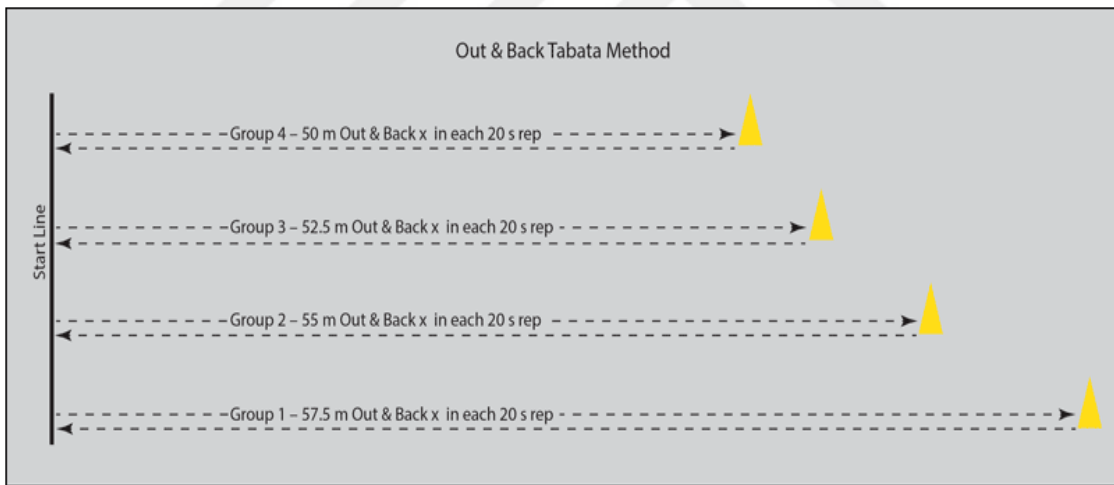 Out & Back Tabata Method
Start Line
Group 4 – 50 m Out & Back x in each 20 s rep
Group 3 – 52.5 m Out & Back x in each 20 s rep
Group 2 – 55 m Out & Back x in each 20 s rep
Group 1 – 57.5 m Out & Back x in each 20 s rep